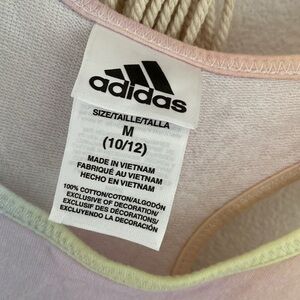 adidas
SIZE/TAILLE/TALLA
M
(10/12)
MADE IN VIETNAM
FABRIQUÉ AU VIETNAM
HECHO EN VIETNAM
100% COTTON/COTON/ALGODÓN
EXCLUSIVE OF DECORATION/
EXCLUSIF DES DÉCORATIONS/
EXCLUYENDO LA DECORACIÓN